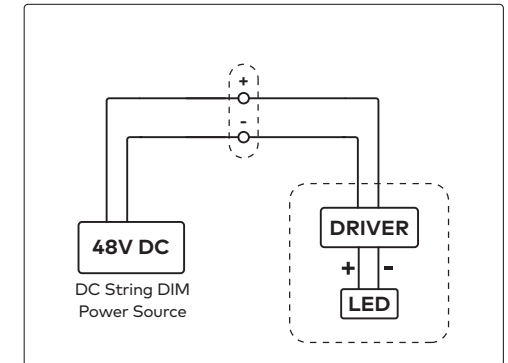 +
-
48V DC
DC String DIM
Power Source
DRIVER
+ -
LED